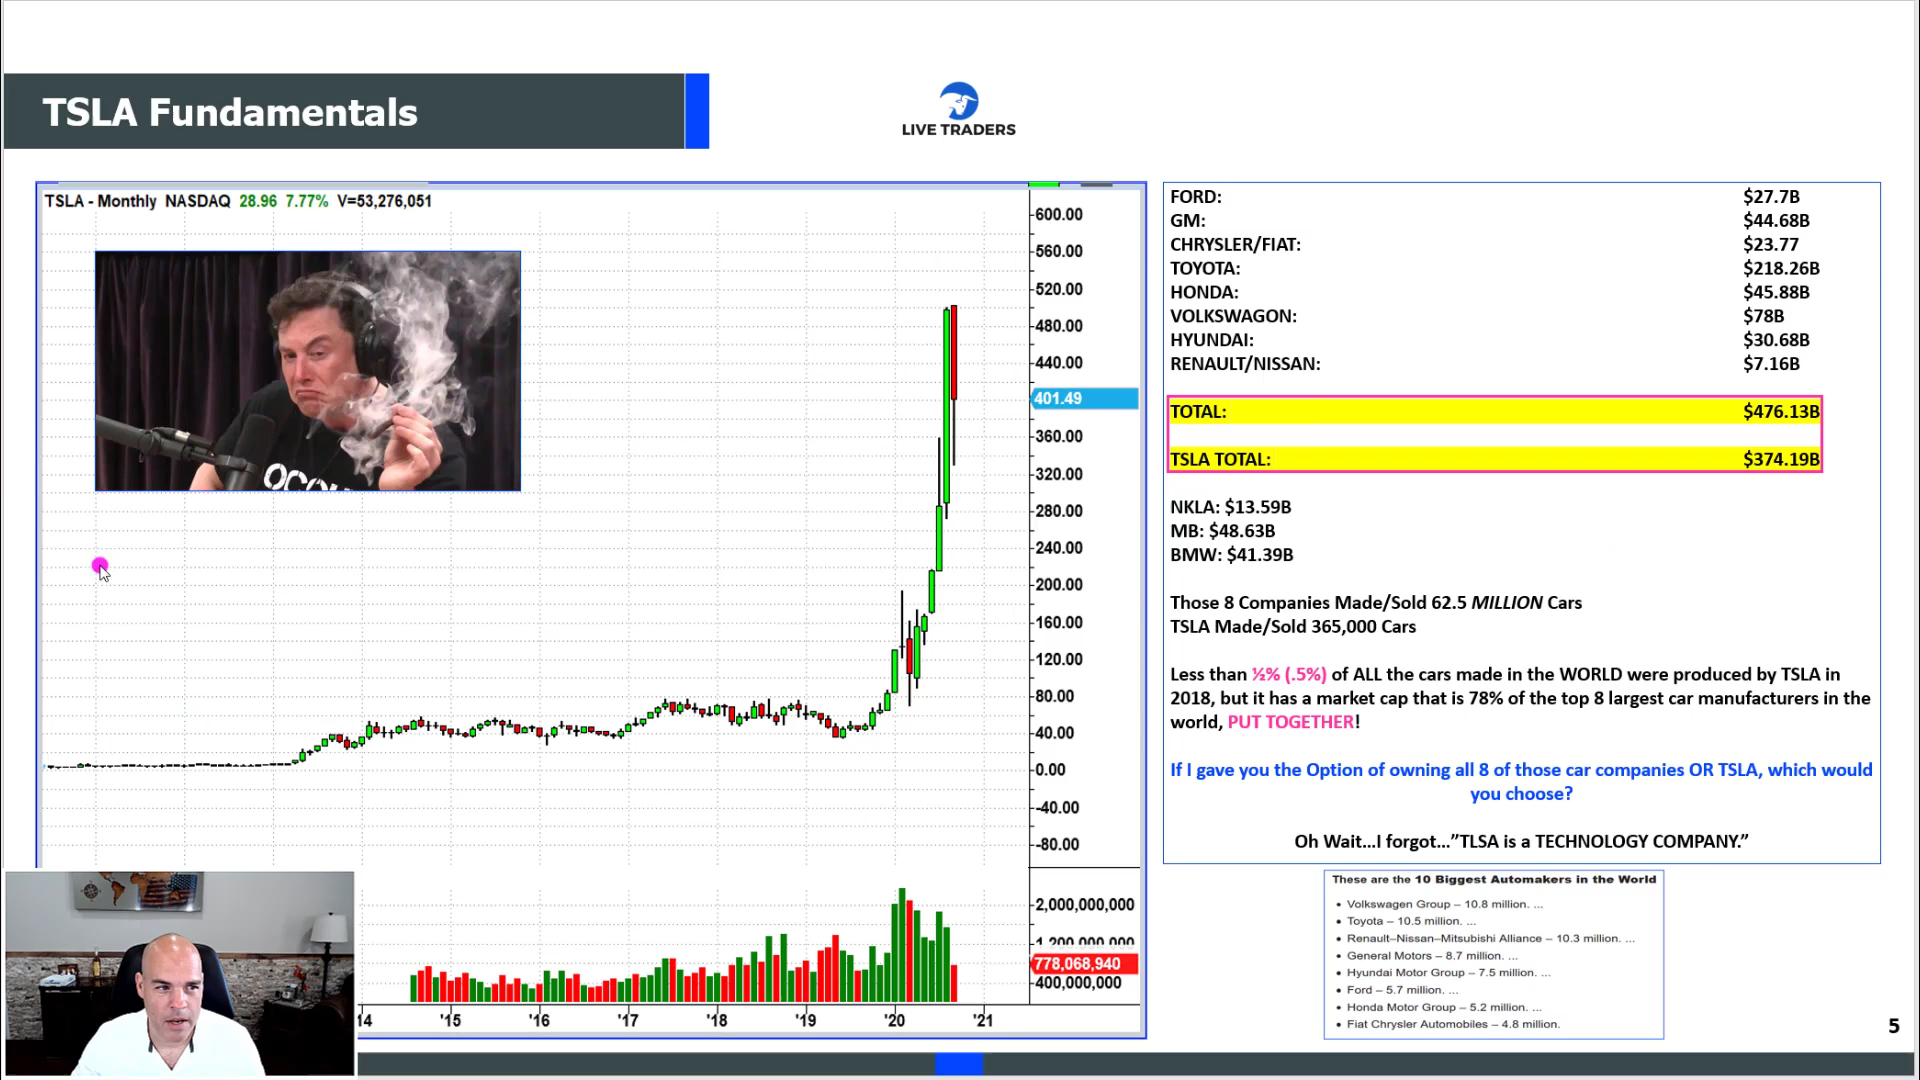 TSLA Fundamentals
LIVE TRADERS
TSLA - Monthly NASDAQ 28.96 7.77% V=53,276,051
OCCU
600.00
560.00
520.00
480.00
440.00
401.49
360.00
320.00
280.00
240.00
200.00
160.00
120.00
80.00
40.00
0.00
-40.00
-80.00
2,000,000,000
1,200,000,000
778,068,940
400,000,000
14 '15 '16 '17 '18 '19 '20 '21
FORD: $27.7B
GM: $44.68B
CHRYSLER/FIAT: $23.77
TOYOTA: $218.26B
HONDA: $45.88B
VOLKSWAGON: $78B
HYUNDAI: $30.68B
RENAULT/NISSAN: $7.16B
TOTAL: $476.13B
TSLA TOTAL: $374.19B
NKLA: $13.59B
MB: $48.63B
BMW: $41.39B
Those 8 Companies Made/Sold 62.5 MILLION Cars
TSLA Made/Sold 365,000 Cars
Less than ½% (.5%) of ALL the cars made in the WORLD were produced by TSLA in
2018, but it has a market cap that is 78% of the top 8 largest car manufacturers in the
world, PUT TOGETHER!
If I gave you the Option of owning all 8 of those car companies OR TSLA, which would
you choose?
Oh Wait...I forgot...”TLSA is a TECHNOLOGY COMPANY.”
These are the 10 Biggest Automakers in the World
• Volkswagen Group – 10.8 million. ...
• Toyota – 10.5 million. ...
• Renault–Nissan–Mitsubishi Alliance – 10.3 million. ...
• General Motors – 8.7 million. ...
• Hyundai Motor Group – 7.5 million. ...
• Ford – 5.7 million. ...
• Honda Motor Group – 5.2 million. ...
• Fiat Chrysler Automobiles – 4.8 million.
5